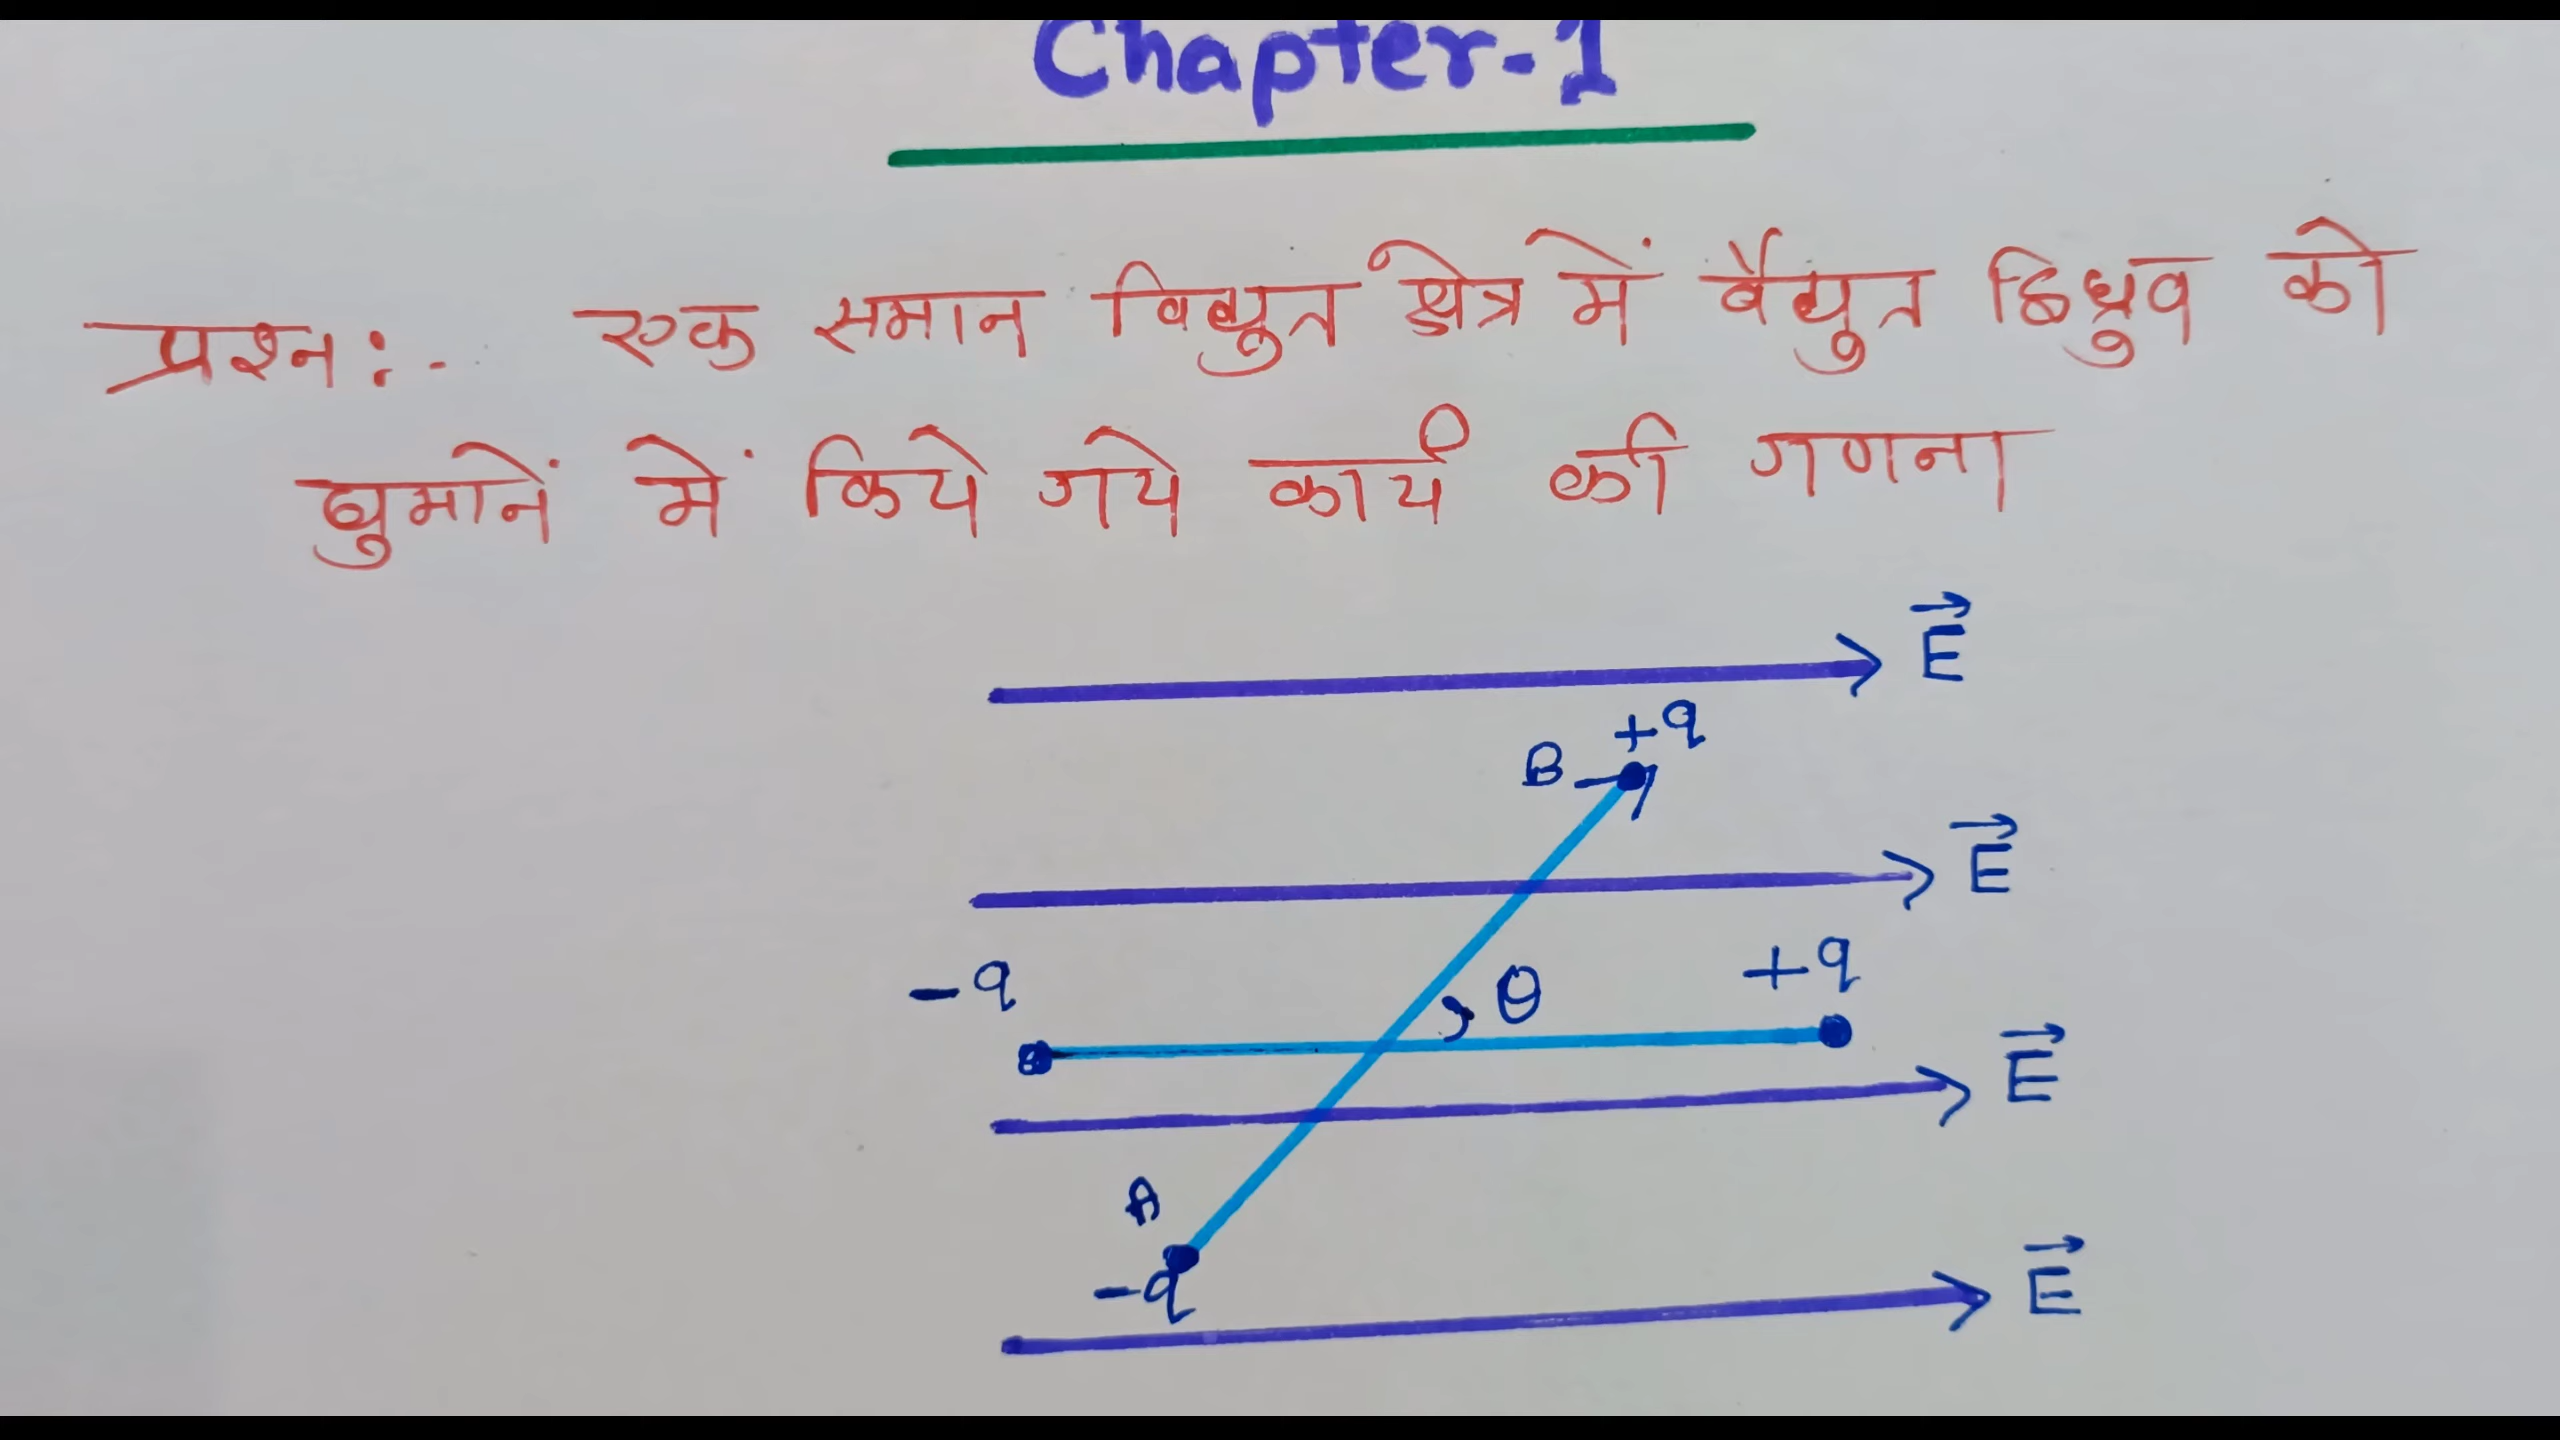 Chapter-1
प्रश्न:- एक समान विद्युत क्षेत्र में वैद्युत द्विध्रुव को
घुमानें में किये गये कार्य की गणना
E
+q
B
E
-q
θ
+q
E
A
-q
E